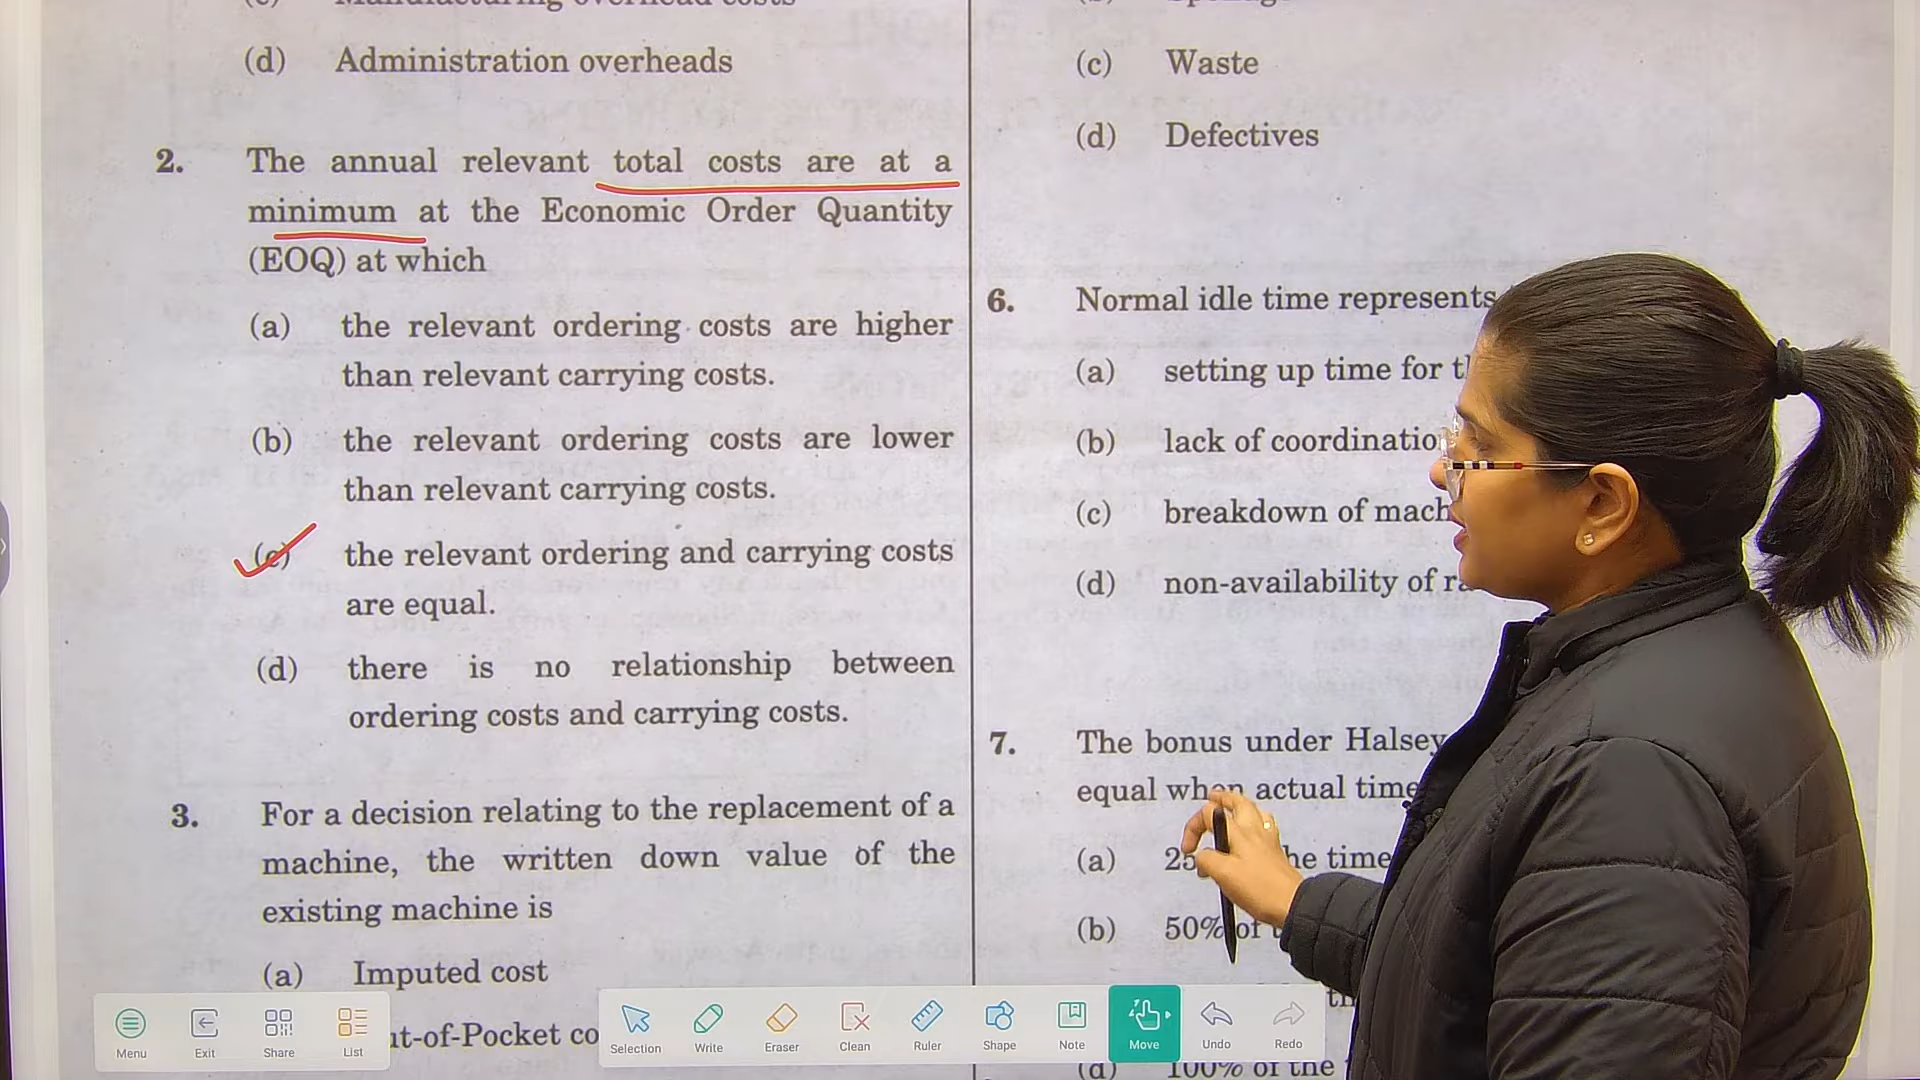 (d) Administration overheads
2. The annual relevant total costs are at a
minimum at the Economic Order Quantity
(EOQ) at which
(a) the relevant ordering costs are higher
than relevant carrying costs.
(b) the relevant ordering costs are lower
than relevant carrying costs.
(c) the relevant ordering and carrying costs
are equal.
(d) there is no relationship between
ordering costs and carrying costs.
3. For a decision relating to the replacement of a
machine, the written down value of the
existing machine is
(a) Imputed cost
(c) Waste
(d) Defectives
6. Normal idle time represents
(a) setting up time for
(b) lack of
(c) breakdown of
(d) non-availability of
7. The bonus under Halsey
equal when actual time
(a) time
(b) 50% of
(d) 100% of the
Menu
Exit
Share
List
Selection
Write
Eraser
Clean
Ruler
Shape
Note
Move
Undo
Redo